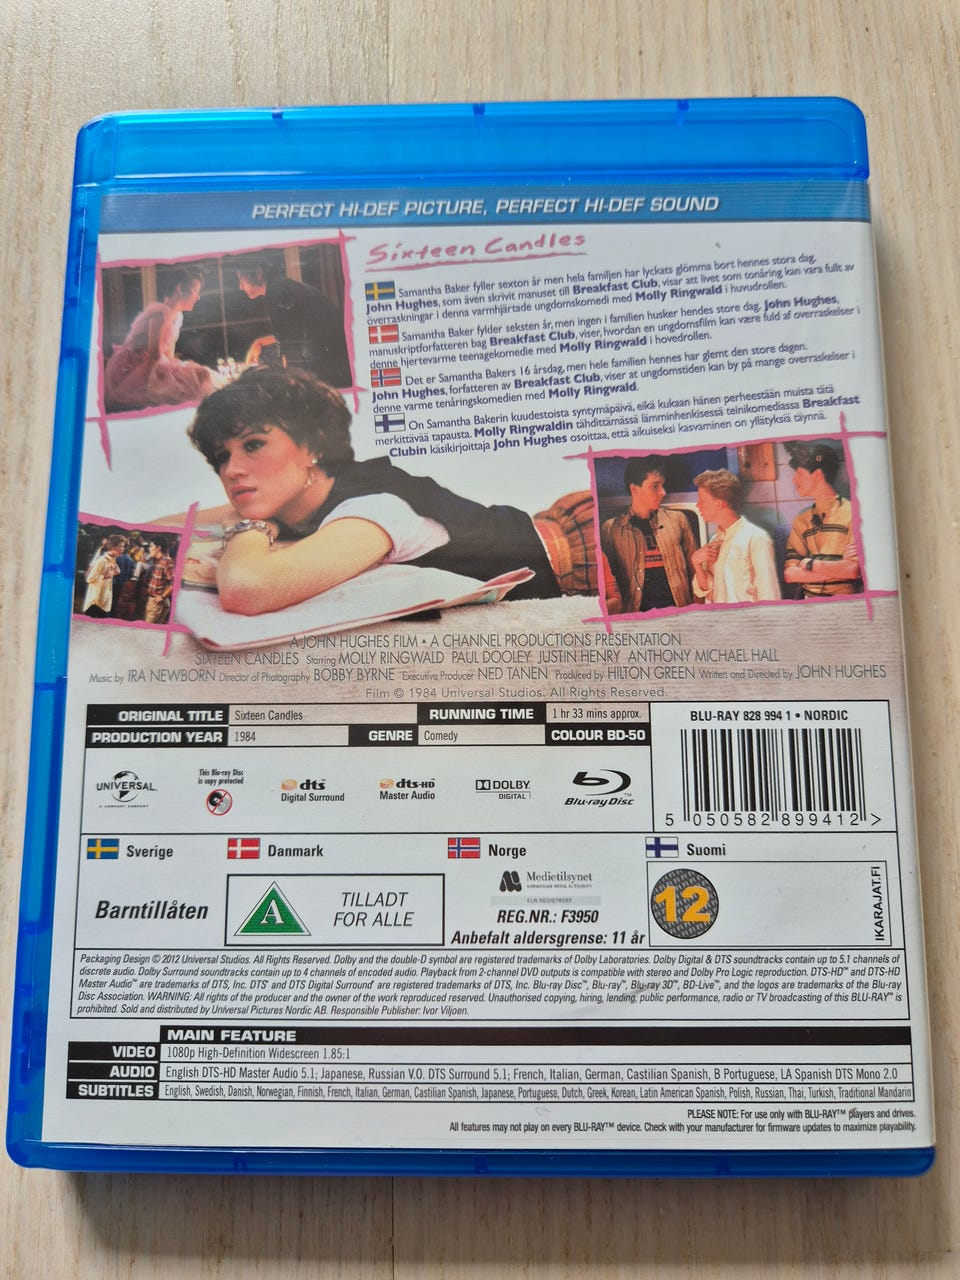 PERFECT HI-DEF PICTURE, PERFECT HI-DEF SOUND
Sixteen Candles
Samantha Baker fyller sexton år men hela familjen har lyckats glömma bort hennes stora dag.
John Hughes, som även skrivit manuset till Breakfast Club, visar att livet som tonåring kan vara fullt av
överraskningar i denna varmhjärtade ungdomskomedi med Molly Ringwald i huvudrollen.
Samantha Baker fylder seksten år, men ingen i familien husker hendes store dag. John Hughes,
manuskriptforfatteren bag Breakfast Club, viser, hvordan en ungdomsfilm kan være fuld af overraskelser i
denne hjertevarme teenagekomedie med Molly Ringwald i hovedrollen.
Det er Samantha Bakers 16 årsdag, men hele familien hennes har glemt den store dagen.
John Hughes, forfatteren av Breakfast Club, viser at ungdomstiden kan by på mange overraskelser i
denne varme tenåringskomedien med Molly Ringwald.
On Samantha Bakerin kuudestoista syntymäpäivä, eikä kukaan hänen perheestään muista tätä
merkittävää tapausta. Molly Ringwaldin tähdittämässä lämminhenkisessä teinikomediassa Breakfast
Clubin käsikirjoittaja John Hughes osoittaa, että aikuiseksi kasvaminen on yllätyksiä täynnä.
A JOHN HUGHES FILM • A CHANNEL PRODUCTIONS PRESENTATION
SIXTEEN CANDLES Starring MOLLY RINGWALD PAUL DOOLEY JUSTIN HENRY ANTHONY MICHAEL HALL
Music by IRA NEWBORN Director of Photography BOBBY BYRNE Executive Producer NED TANEN Produced by HILTON GREEN Written and Directed by JOHN HUGHES
Film © 1984 Universal Studios. All Rights Reserved.
ORIGINAL TITLE Sixteen Candles RUNNING TIME 1 hr 33 mins approx.
PRODUCTION YEAR 1984 GENRE Comedy COLOUR BD-50
BLU-RAY 828 994 1 • NORDIC
UNIVERSAL
A COMCAST COMPANY
This Blu-ray Disc
is copy protected
dts
Digital Surround
dts-HD
Master Audio
DOLBY
DIGITAL
Blu-ray Disc™
5 050582 899412 >
Sverige
Danmark
Norge
Suomi
Barntillåten
A
TILLADT
FOR ALLE
Medietilsynet
NORWEGIAN MEDIA AUTHORITY
REG.NR.: F3950
Anbefalt aldersgrense: 11 år
12
IKARAJAT.FI
Packaging Design © 2012 Universal Studios. All Rights Reserved. Dolby and the double-D symbol are registered trademarks of Dolby Laboratories. Dolby Digital & DTS soundtracks contain up to 5.1 channels of
discrete audio. Dolby Surround soundtracks contain up to 4 channels of encoded audio. Playback from 2-channel DVD outputs is compatible with stereo and Dolby Pro Logic reproduction. DTS-HD™ and DTS-HD
Master Audio™ are trademarks of DTS, Inc. DTS® and DTS Digital Surround® are registered trademarks of DTS, Inc. Blu-ray Disc™, Blu-ray™, Blu-ray 3D™, BD-Live™, and the logos are trademarks of the Blu-ray
Disc Association. WARNING: All rights of the producer and the owner of the work reproduced reserved. Unauthorised copying, hiring, lending, public performance, radio or TV broadcasting of this BLU-RAY™ is
prohibited. Sold and distributed by Universal Pictures Nordic AB. Responsible Publisher: Ivor Viljoen.
MAIN FEATURE
VIDEO 1080p High-Definition Widescreen 1.85:1
AUDIO English DTS-HD Master Audio 5.1; Japanese, Russian V.O. DTS Surround 5.1; French, Italian, German, Castilian Spanish, B Portuguese, LA Spanish DTS Mono 2.0
SUBTITLES English, Swedish, Danish, Norwegian, Finnish, French, Italian, German, Castilian Spanish, Japanese, Portuguese, Dutch, Greek, Korean, Latin American Spanish, Polish, Russian, Thai, Turkish, Traditional Mandarin
PLEASE NOTE: For use only with BLU-RAY™ players and drives.
All features may not play on every BLU-RAY™ device. Check with your manufacturer for firmware updates to maximize playability.